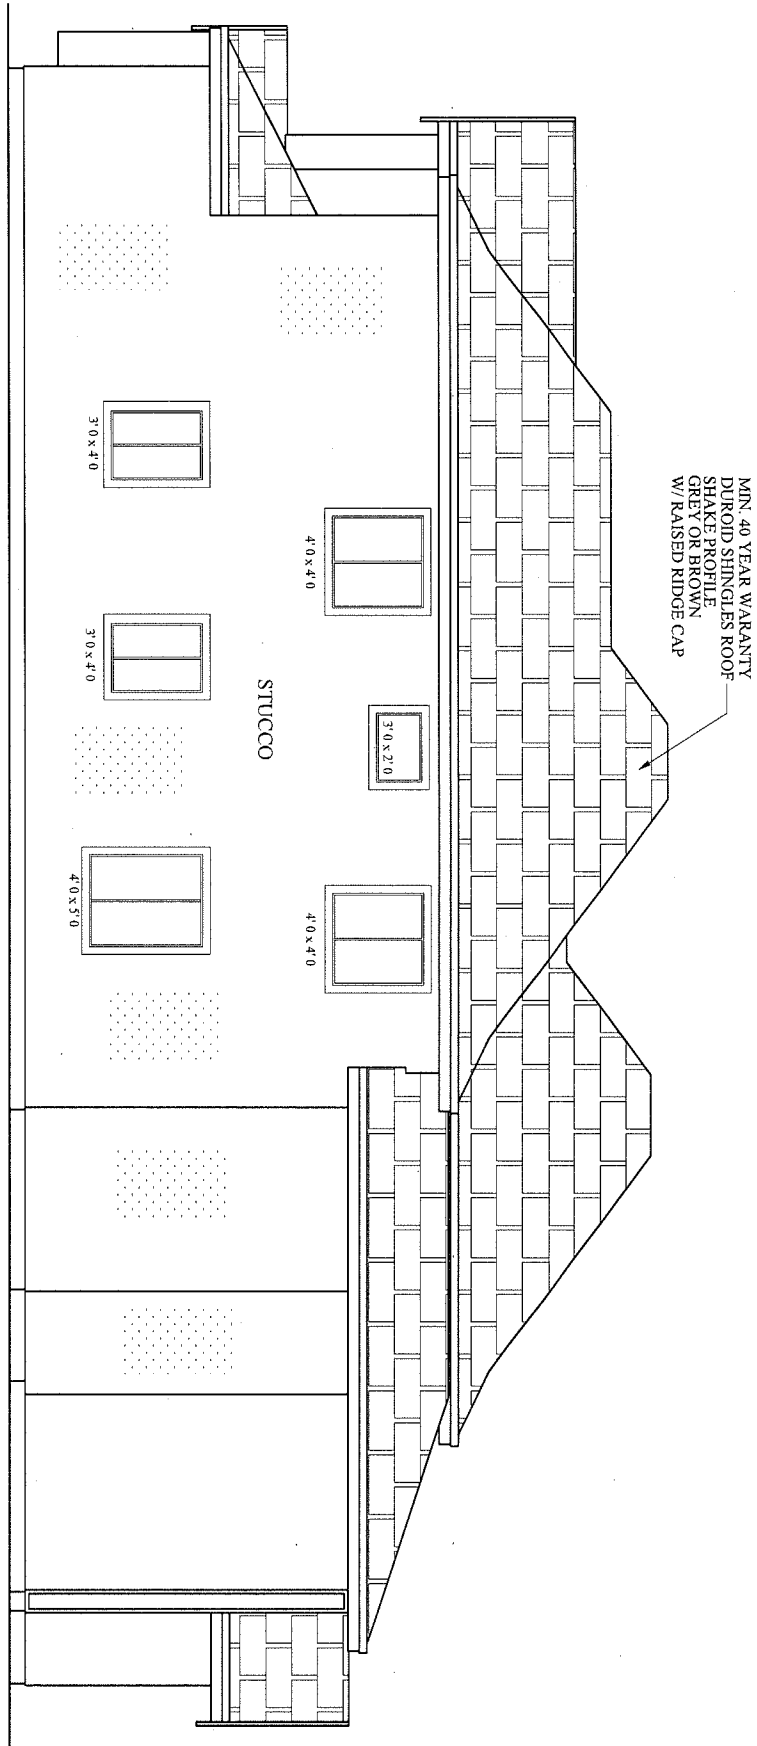 MIN. 40 YEAR WARANTY
DUROID SHINGLES ROOF
SHAKE PROFILE
GREY OR BROWN
W/ RAISED RIDGE CAP
4' 0 x 4' 0
3' 0 x 2' 0
4' 0 x 4' 0
STUCCO
3' 0 x 4' 0
3' 0 x 4' 0
4' 0 x 5' 0